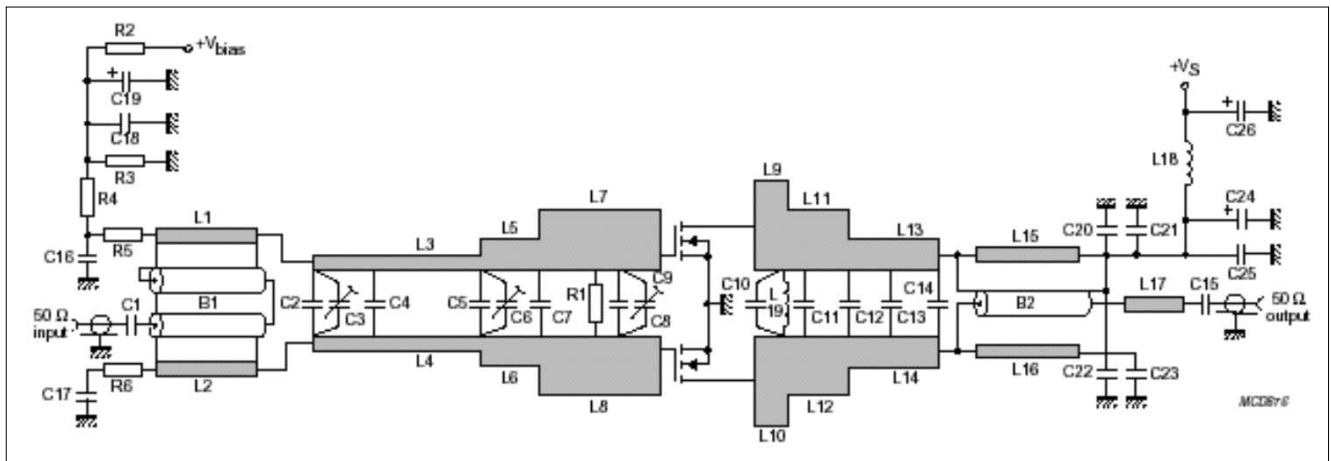 R2
+Vbias
C19
C18
R3
R4
R5
C16
L1
B1
C1
50 Ω
input
R6
C17
L2
L3
L5
L7
C2
C3
C4
C5
C6
C7
R1
C9
C8
L4
L6
L8
L9
L11
L13
C10
L
19
C11
C12
C13
C14
L10
L12
L14
+VS
C26
L18
C24
C25
C20
C21
L15
B2
L17
C15
50 Ω
output
L16
C22
C23